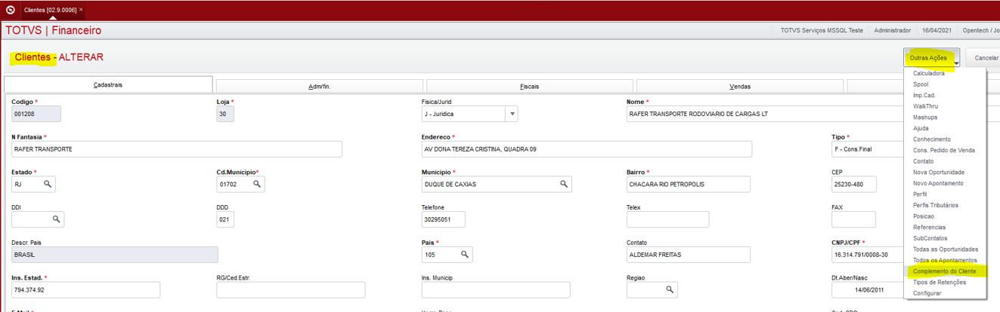 Clientes [02.9.0006] ×
TOTVS | Financeiro
TOTVS Serviços MSSQL Teste Administrador 16/04/2021 Opentech / Jo
Clientes - ALTERAR
Outras Ações Cancelar
Cadastrais Adm/fin. Fiscais Vendas
Calculadora
Spool
Imp.Cad.
WalkThru
Mashups
Ajuda
Conhecimento
Cons. Pedido de Venda
Contato
Nova Oportunidade
Novo Apontamento
Perfil
Perfis Tributários
Posicao
Referencias
SubContatos
Todas as Oportunidades
Todos os Apontamentos
Complemento do Cliente
Tipos de Retenções
Configurar
Codigo * Loja * Fisica/Jurid Nome *
001208 30 J - Juridica RAFER TRANSPORTE RODOVIARIO DE CARGAS LT
N Fantasia * Endereco * Tipo *
RAFER TRANSPORTE AV DONA TEREZA CRISTINA, QUADRA 09 F - Cons.Final
Estado * Cd.Municipio* Municipio * Bairro * CEP
RJ 01702 DUQUE DE CAXIAS CHACARA RIO PETROPOLIS 25230-480
DDI DDD Telefone Telex FAX
021 30295051
Descr. Pais Pais * Contato CNPJ/CPF *
BRASIL 105 ALDEMAR FREITAS 16.314.791/0008-30
Ins. Estad. * RG/Ced.Estr. Ins. Municip Regiao Dt.Aber/Nasc
794.374.92 14/06/2011